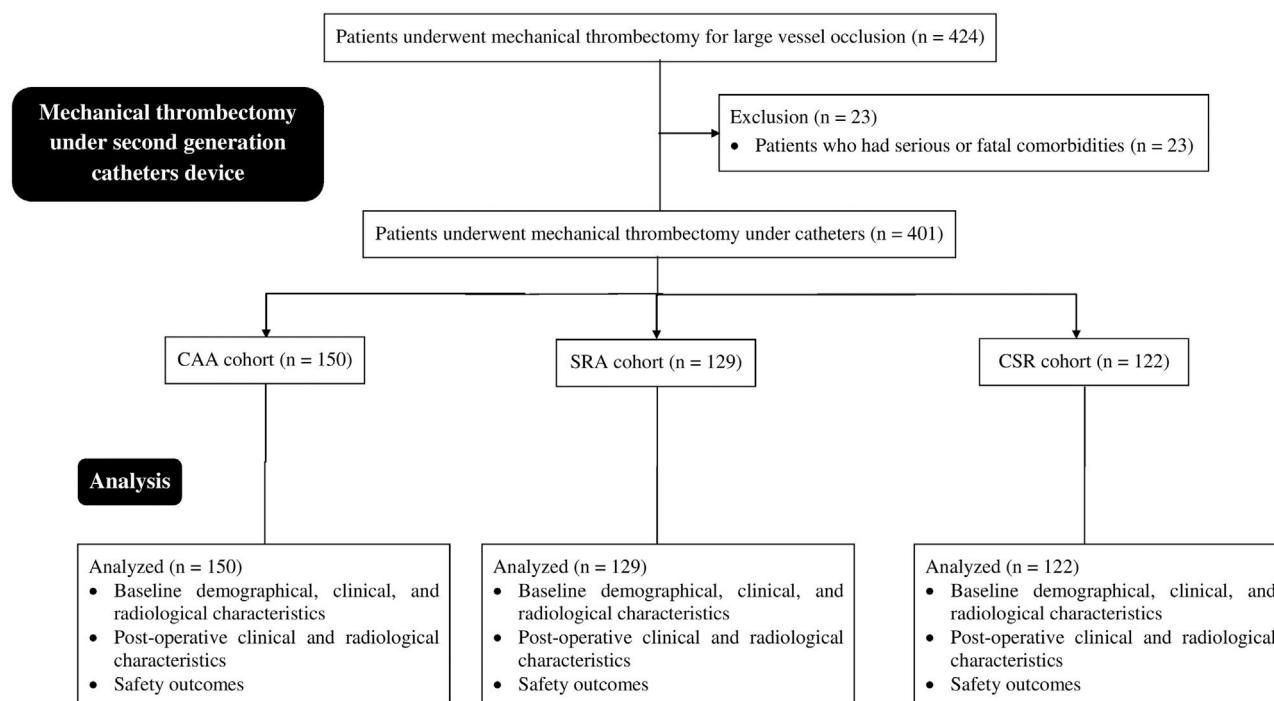 Patients underwent mechanical thrombectomy for large vessel occlusion (n = 424)
Mechanical thrombectomy
under second generation
catheters device
Exclusion (n = 23)
• Patients who had serious or fatal comorbidities (n = 23)
Patients underwent mechanical thrombectomy under catheters (n = 401)
CAA cohort (n = 150)
SRA cohort (n = 129)
CSR cohort (n = 122)
Analysis
Analyzed (n = 150)
• Baseline demographical, clinical, and
radiological characteristics
• Post-operative clinical and radiological
characteristics
• Safety outcomes
Analyzed (n = 129)
• Baseline demographical, clinical, and
radiological characteristics
• Post-operative clinical and radiological
characteristics
• Safety outcomes
Analyzed (n = 122)
• Baseline demographical, clinical, and
radiological characteristics
• Post-operative clinical and radiological
characteristics
• Safety outcomes